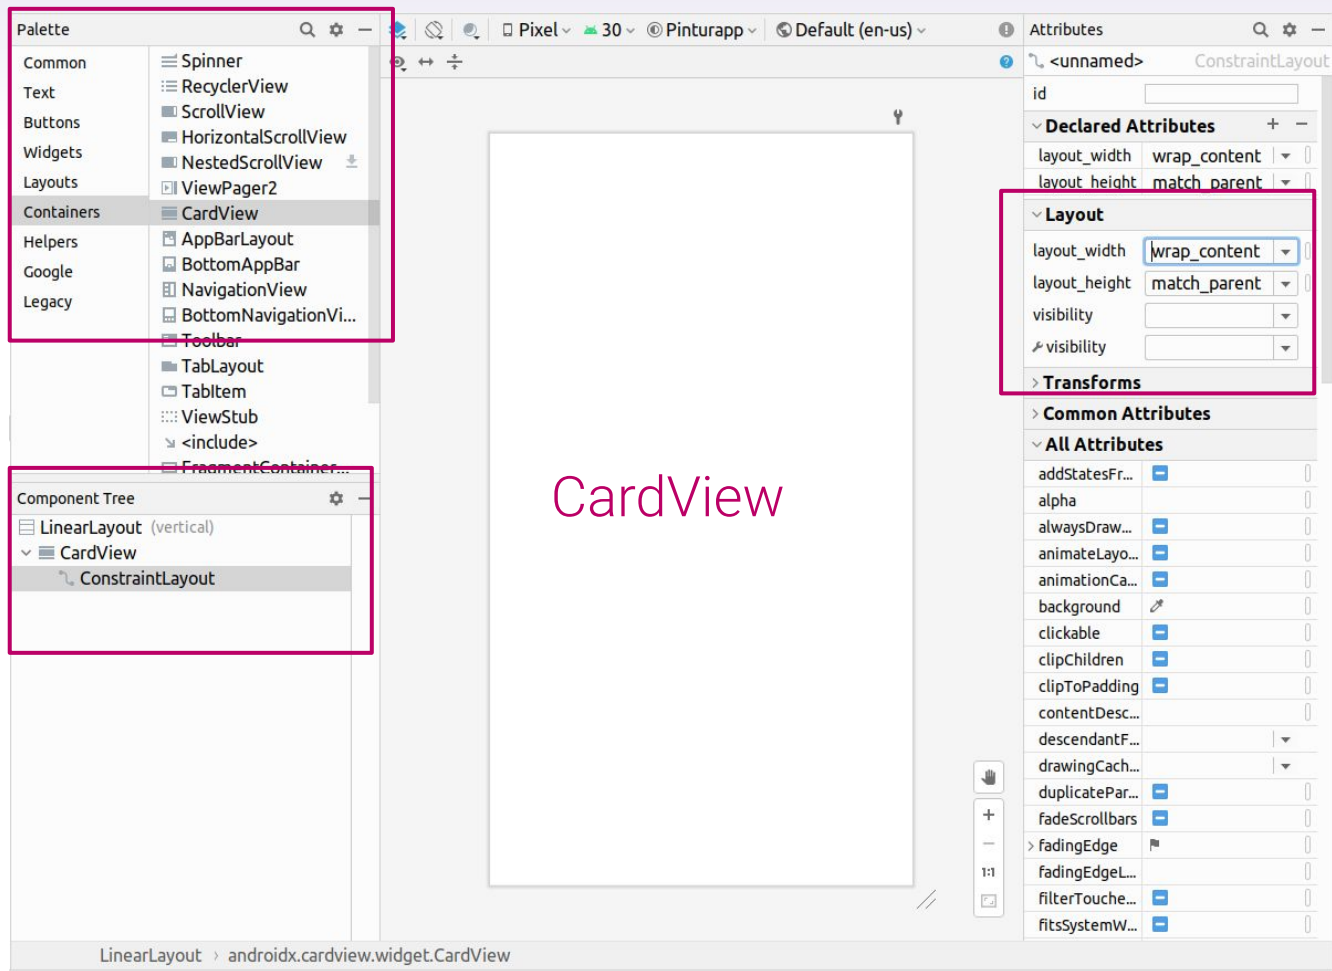 Palette
Common
Text
Buttons
Widgets
Layouts
Containers
Helpers
Google
Legacy
Spinner
RecyclerView
ScrollView
HorizontalScrollView
NestedScrollView
ViewPager2
CardView
AppBarLayout
BottomAppBar
NavigationView
BottomNavigationVi...
Toolbar
TabLayout
TabItem
ViewStub
<include>
FragmentContainer...
Component Tree
LinearLayout (vertical)
CardView
ConstraintLayout
Pixel 30 Pinturapp Default (en-us)
CardView
1:1
Attributes
<unnamed> ConstraintLayout
id
Declared Attributes
layout_width wrap_content
layout_height match_parent
Layout
layout_width wrap_content
layout_height match_parent
visibility
visibility
Transforms
Common Attributes
All Attributes
addStatesFr...
alpha
alwaysDraw...
animateLayo...
animationCa...
background
clickable
clipChildren
clipToPadding
contentDesc...
descendantF...
drawingCach...
duplicatePar...
fadeScrollbars
fadingEdge
fadingEdgeL...
filterTouche...
fitsSystemW...
LinearLayout › androidx.cardview.widget.CardView